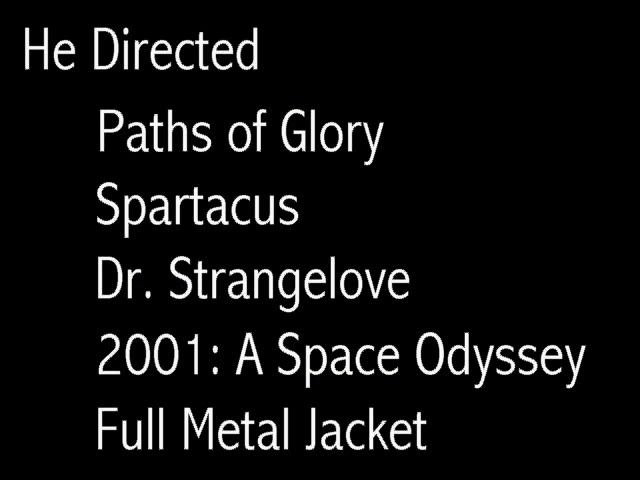 He Directed
Paths of Glory
Spartacus
Dr. Strangelove
2001: A Space Odyssey
Full Metal Jacket